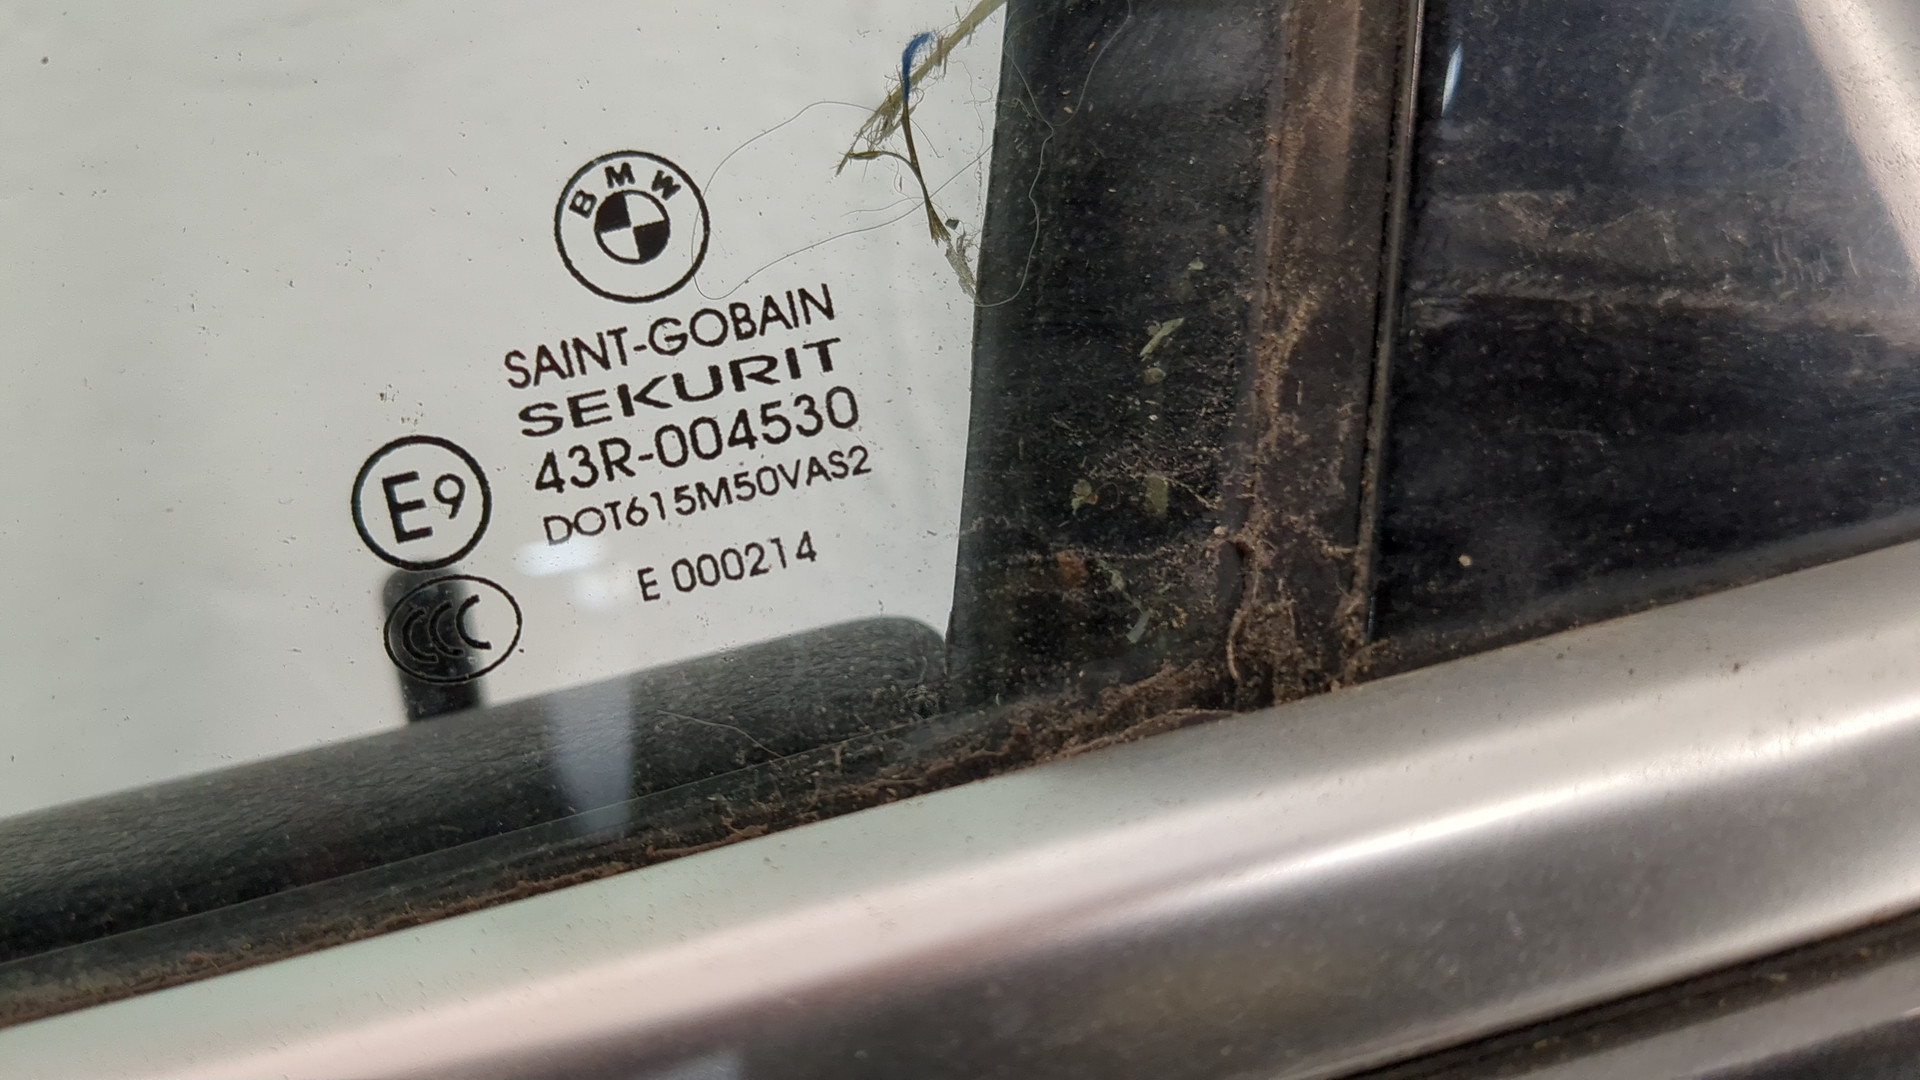 BMW
SAINT-GOBAIN
SEKURIT
43R-004530
DOT615M50VAS2
E9
E 000214
CCC